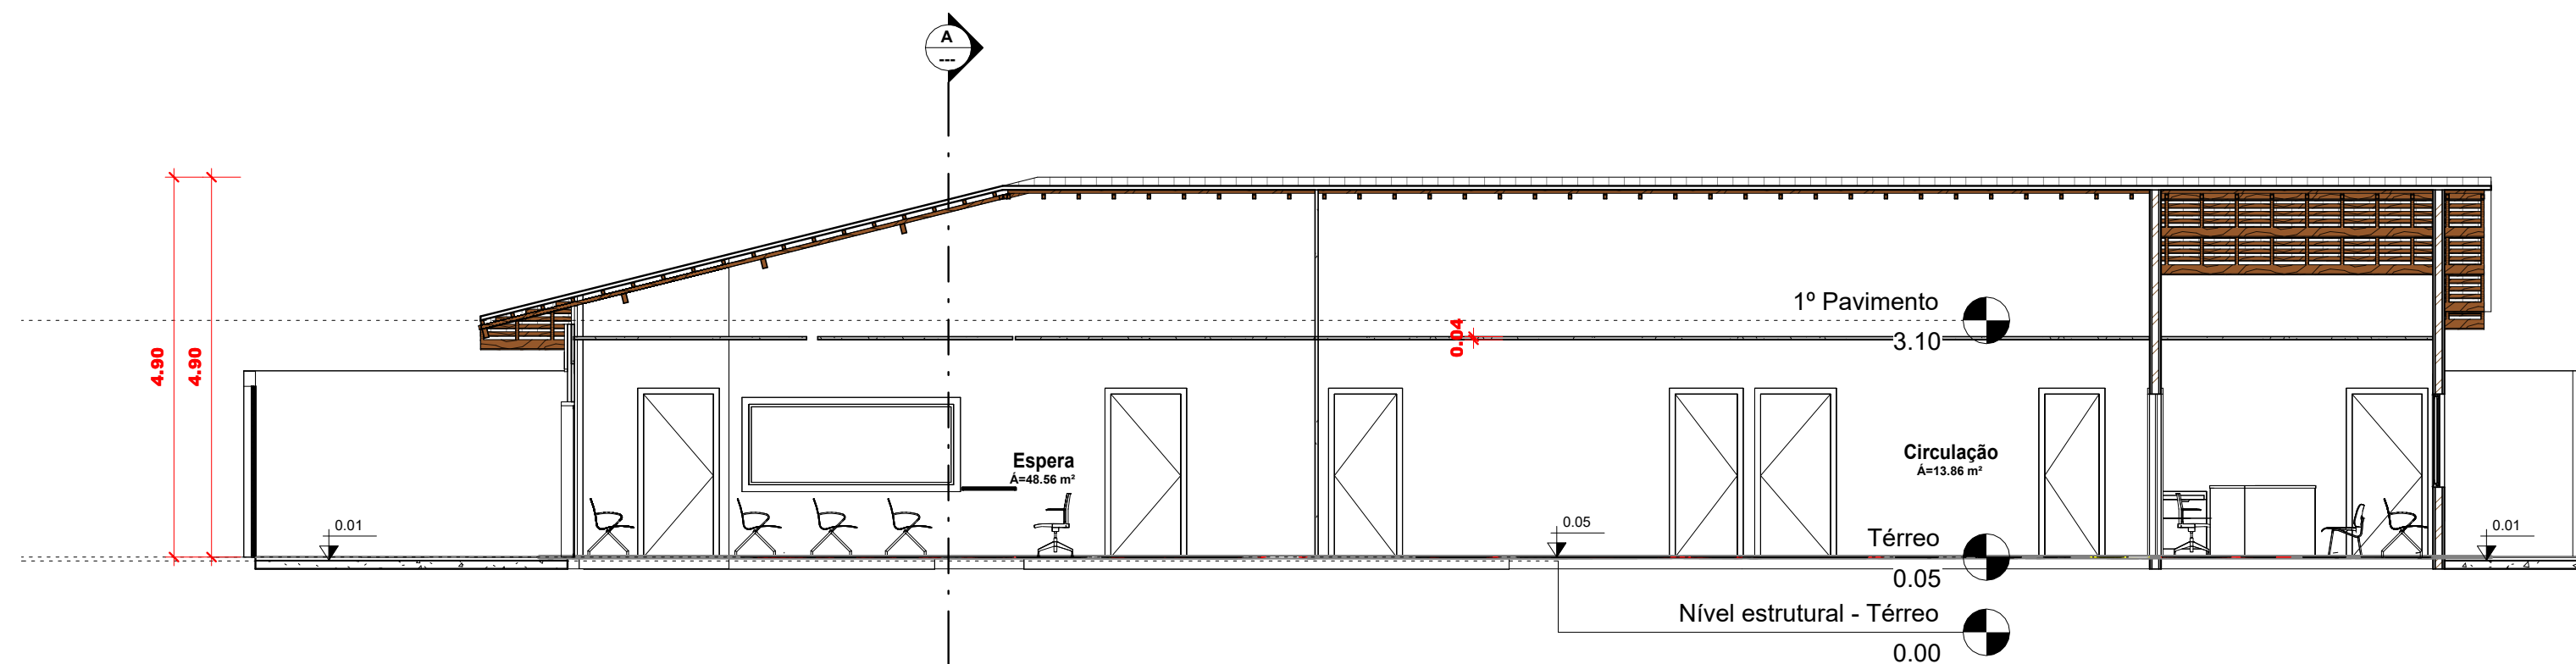 A
---
1º Pavimento
3.10
0.04
4.90
4.90
Espera
Á=48.56 m²
Circulação
Á=13.86 m²
0.01
0.05
0.01
Térreo
0.05
Nível estrutural - Térreo
0.00